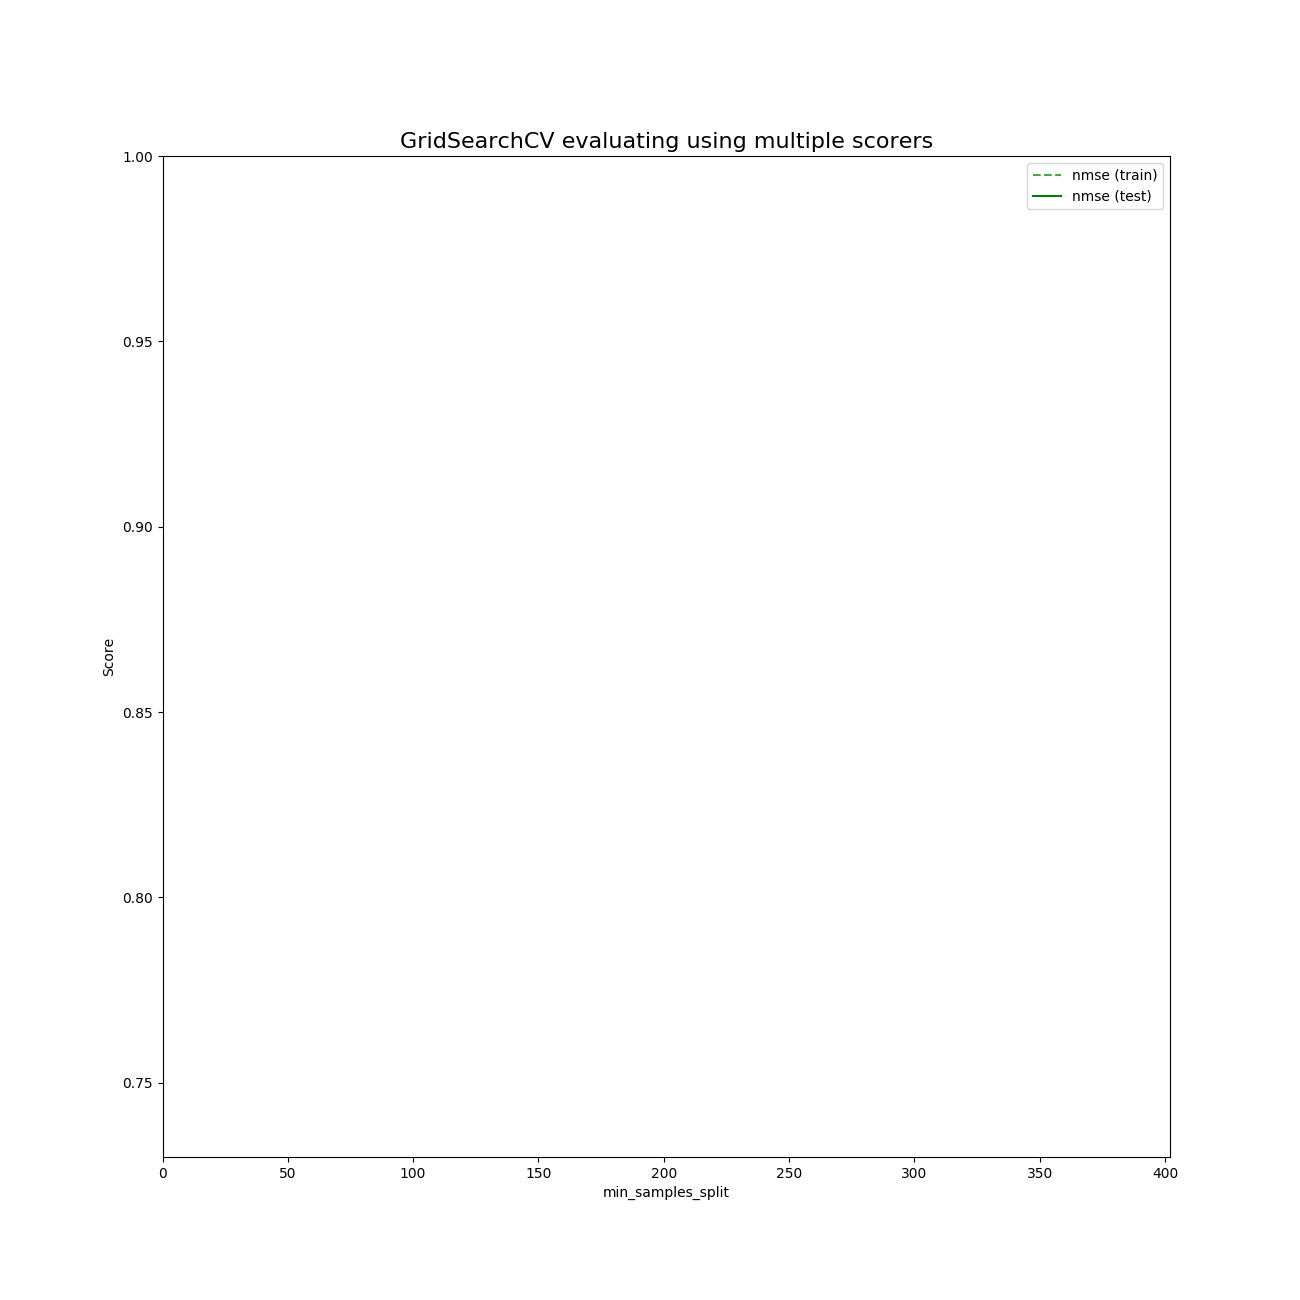 GridSearchCV evaluating using multiple scorers
nmse (train)
nmse (test)
1.00
0.95
0.90
0.85
0.80
0.75
Score
0 50 100 150 200 250 300 350 400
min_samples_split